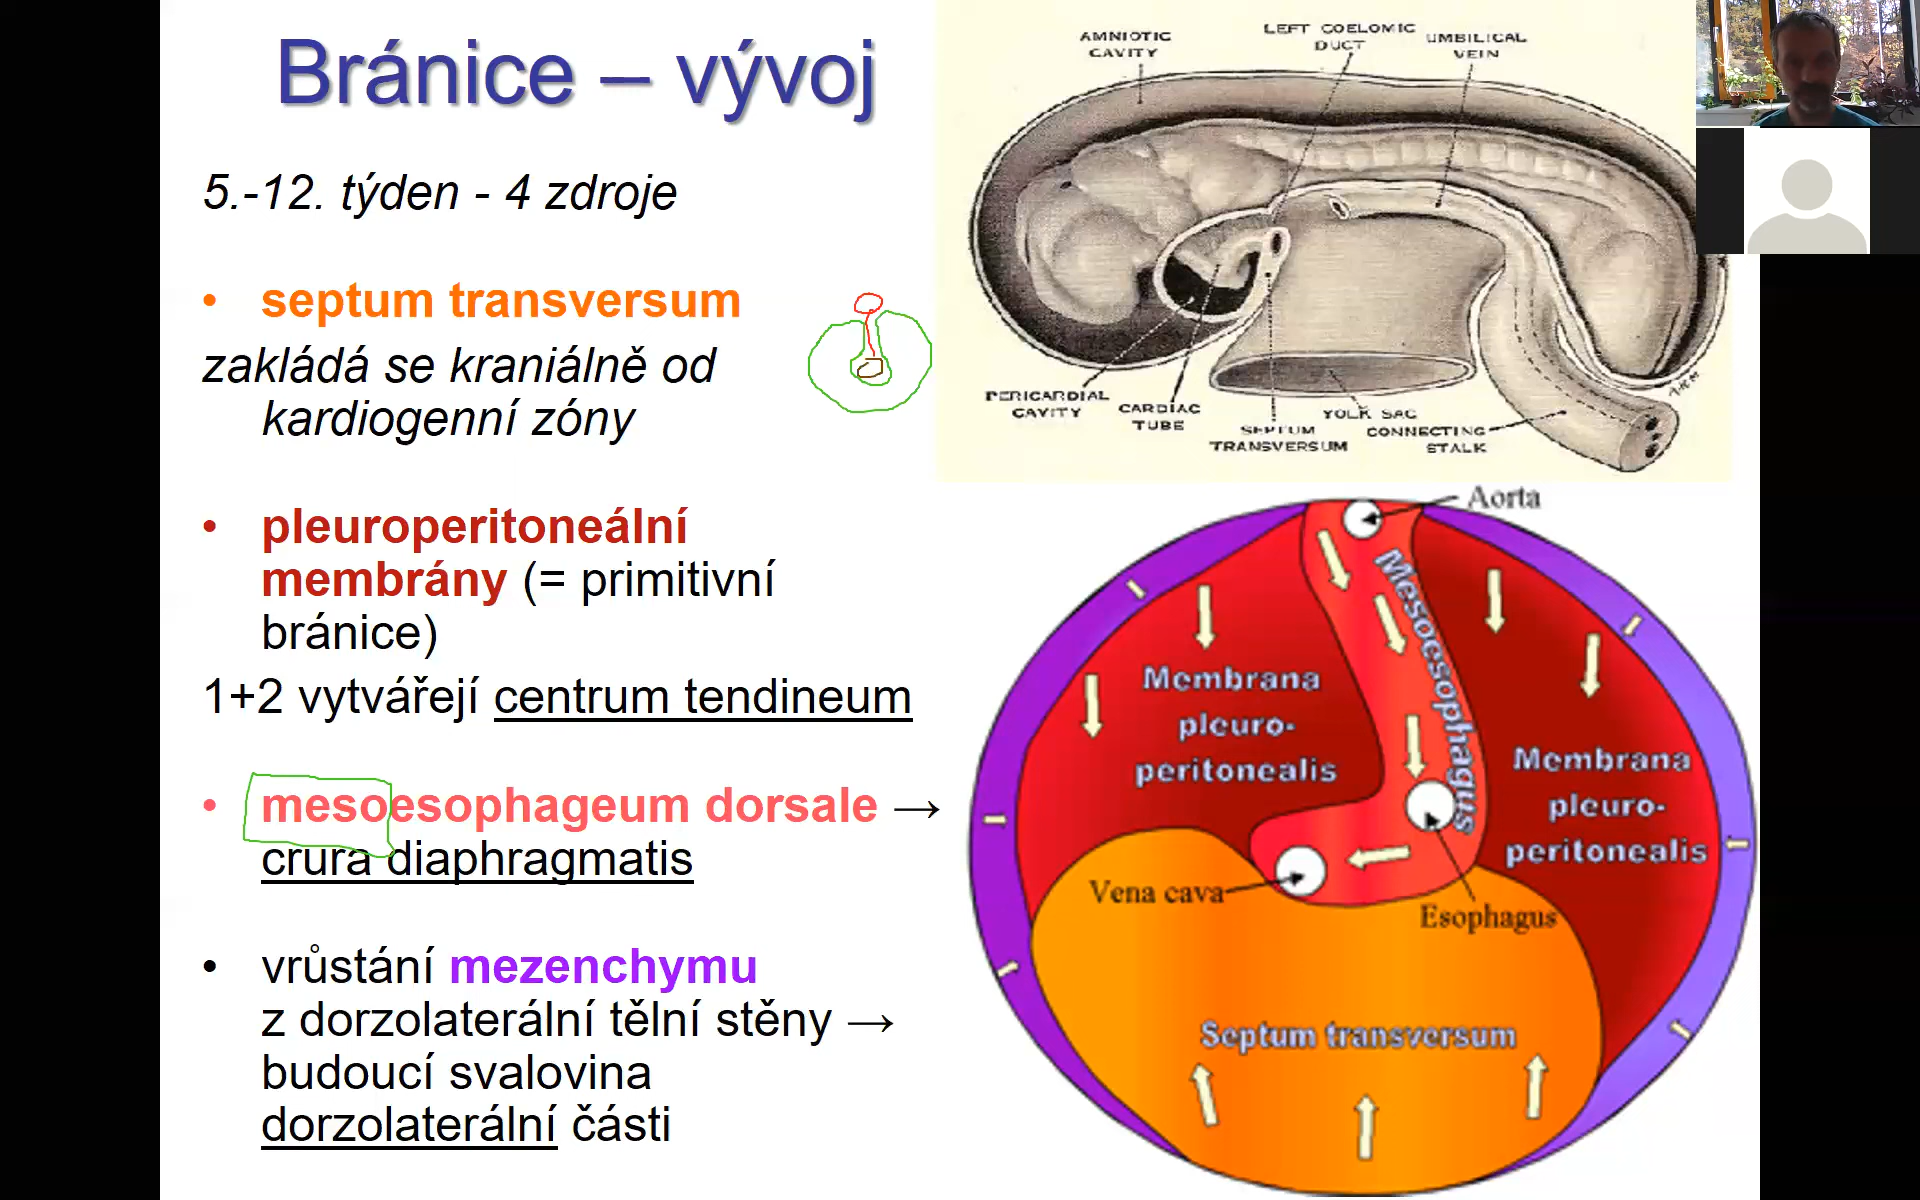 Bránice – vývoj
5.-12. týden - 4 zdroje
• septum transversum
zakládá se kraniálně od
kardiogenní zóny
• pleuroperitoneální
membrány (= primitivní
bránice)
1+2 vytvářejí centrum tendineum
• mesoesophageum dorsale →
crura diaphragmatis
• vrůstání mezenchymu
z dorzolaterální tělní stěny →
budoucí svalovina
dorzolaterální části
AMNIOTIC
CAVITY
LEFT COELOMIC
DUCT
UMBILICAL
VEIN
PERICARDIAL
CAVITY
CARDIAC
TUBE
SEPTUM
TRANSVERSUM
YOLK SAC
CONNECTING
STALK
Aorta
Mesoesophagus
Membrana
pleuro-
peritonealis
Membrana
pleuro-
peritonealis
Vena cava
Esophagus
Septum transversum